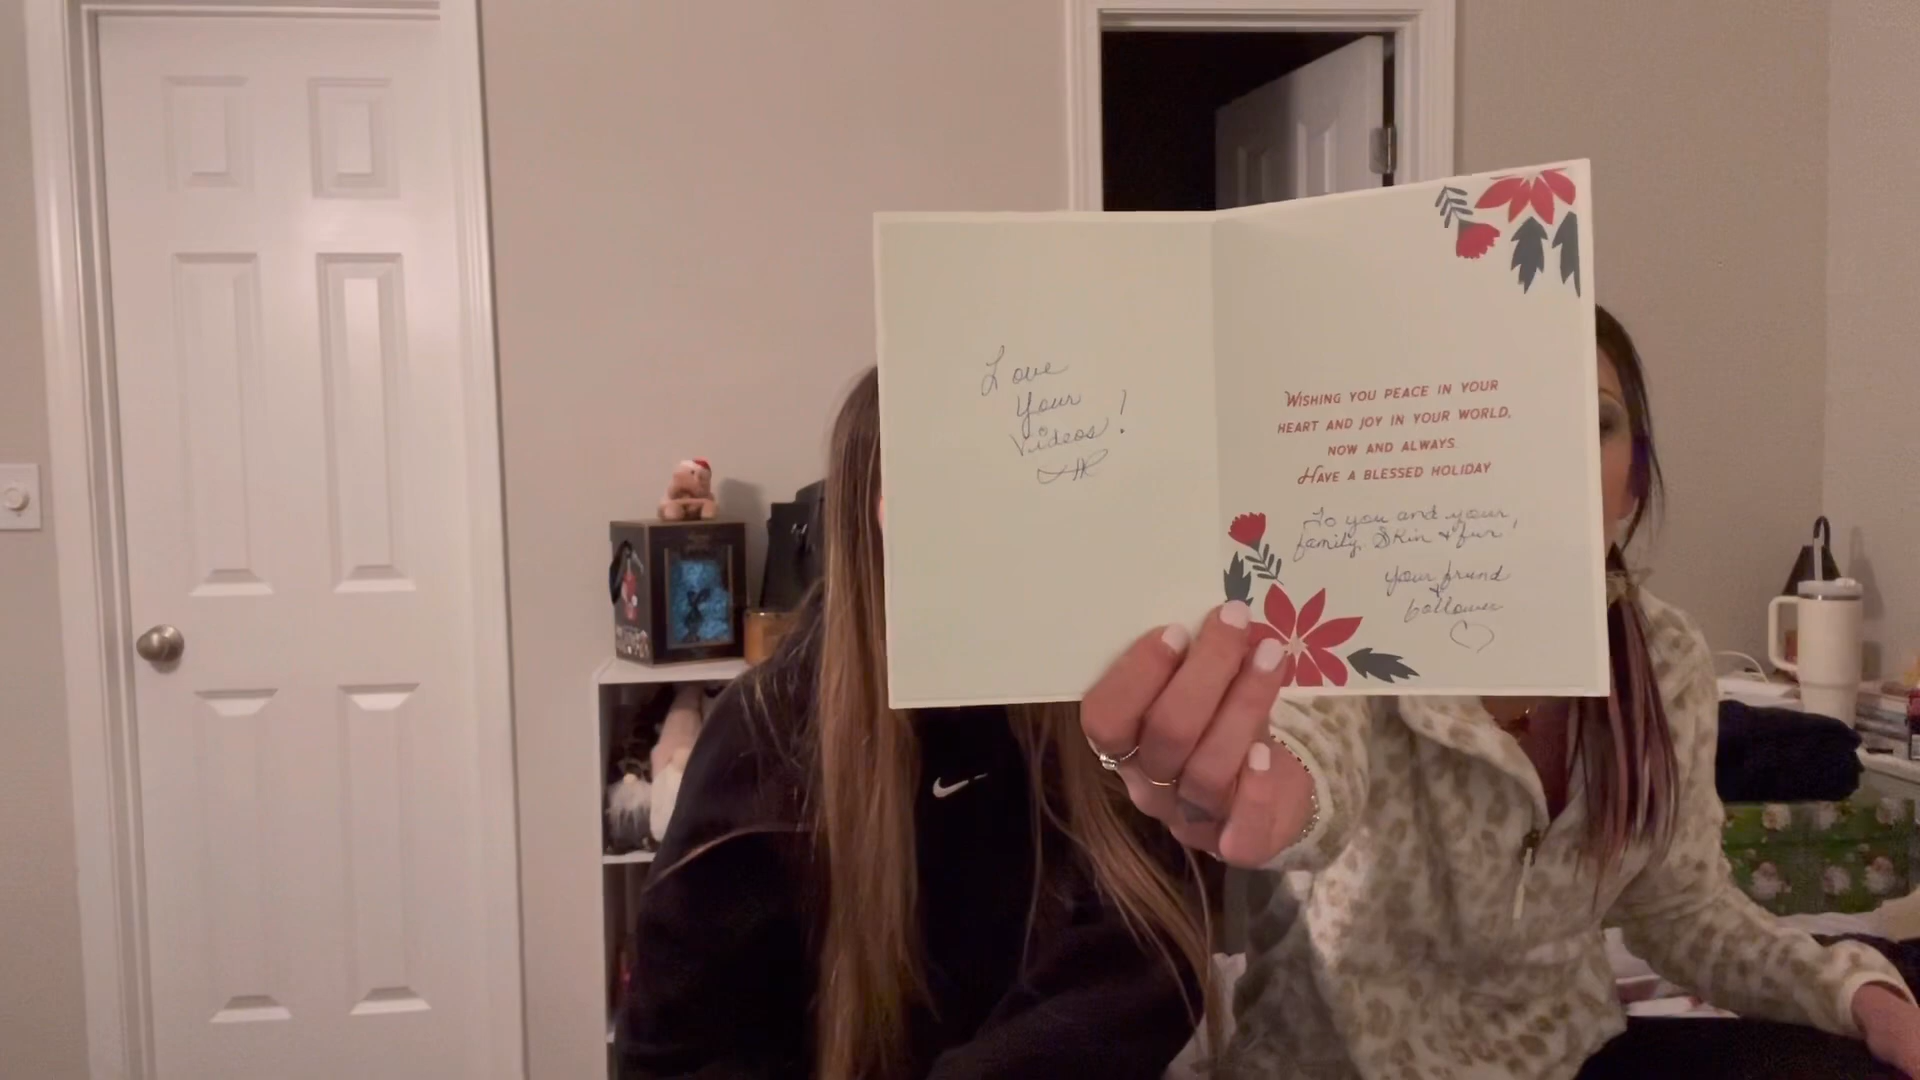 Love
Your
Videos!
WISHING YOU PEACE IN YOUR
HEART AND JOY IN YOUR WORLD,
NOW AND ALWAYS.
HAVE A BLESSED HOLIDAY
To you and your
family. Skin & fur!
Your friend
&
follower